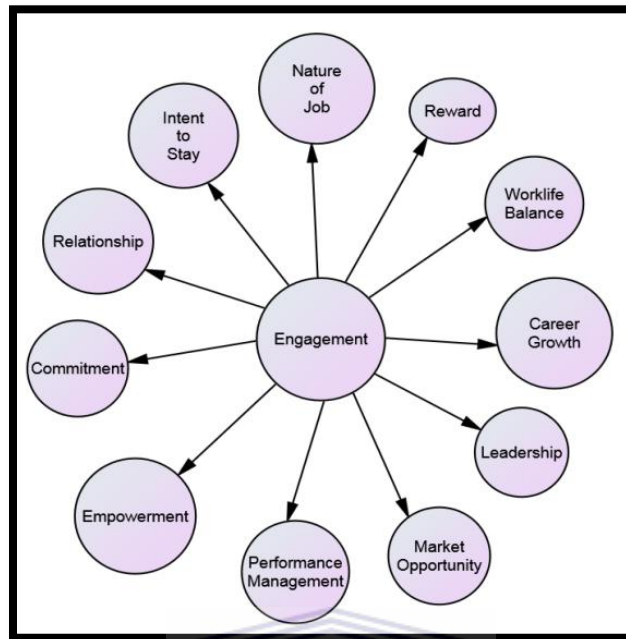 Nature
of
Job
Reward
Intent
to
Stay
Worklife
Balance
Relationship
Engagement
Career
Growth
Commitment
Leadership
Empowerment
Market
Opportunity
Performance
Management